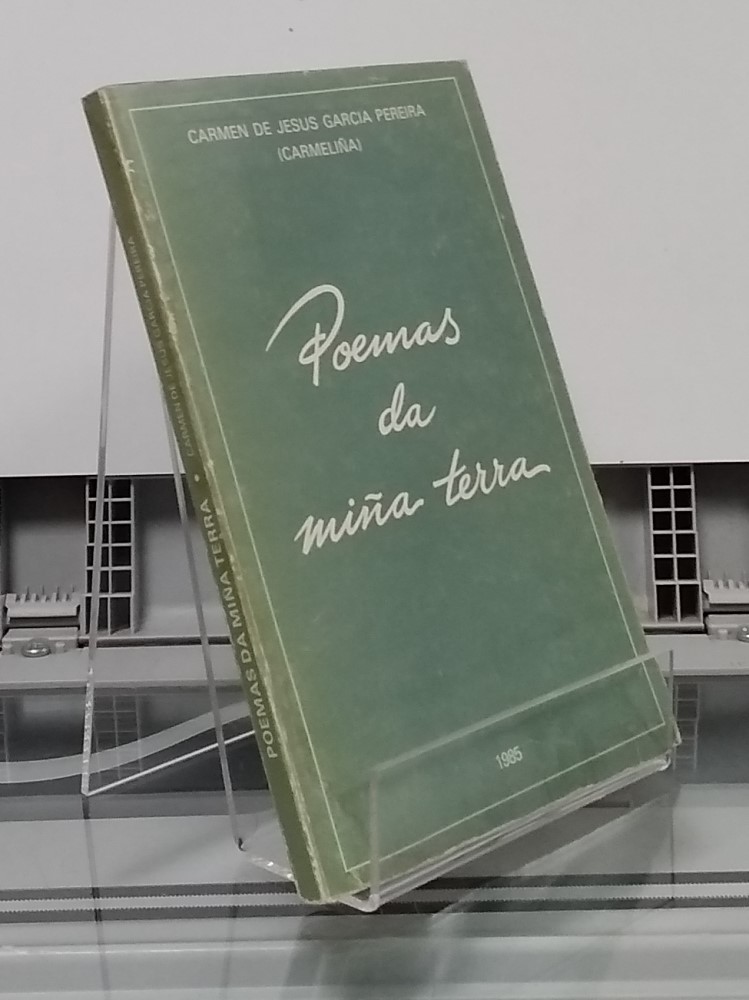 CARMEN DE JESUS GARCIA PEREIRA
(CARMELIÑA)
Poemas
da
miña terra
1985
POEMAS DA MIÑA TERRA • CARMEN DE JESUS GARCIA PEREIRA